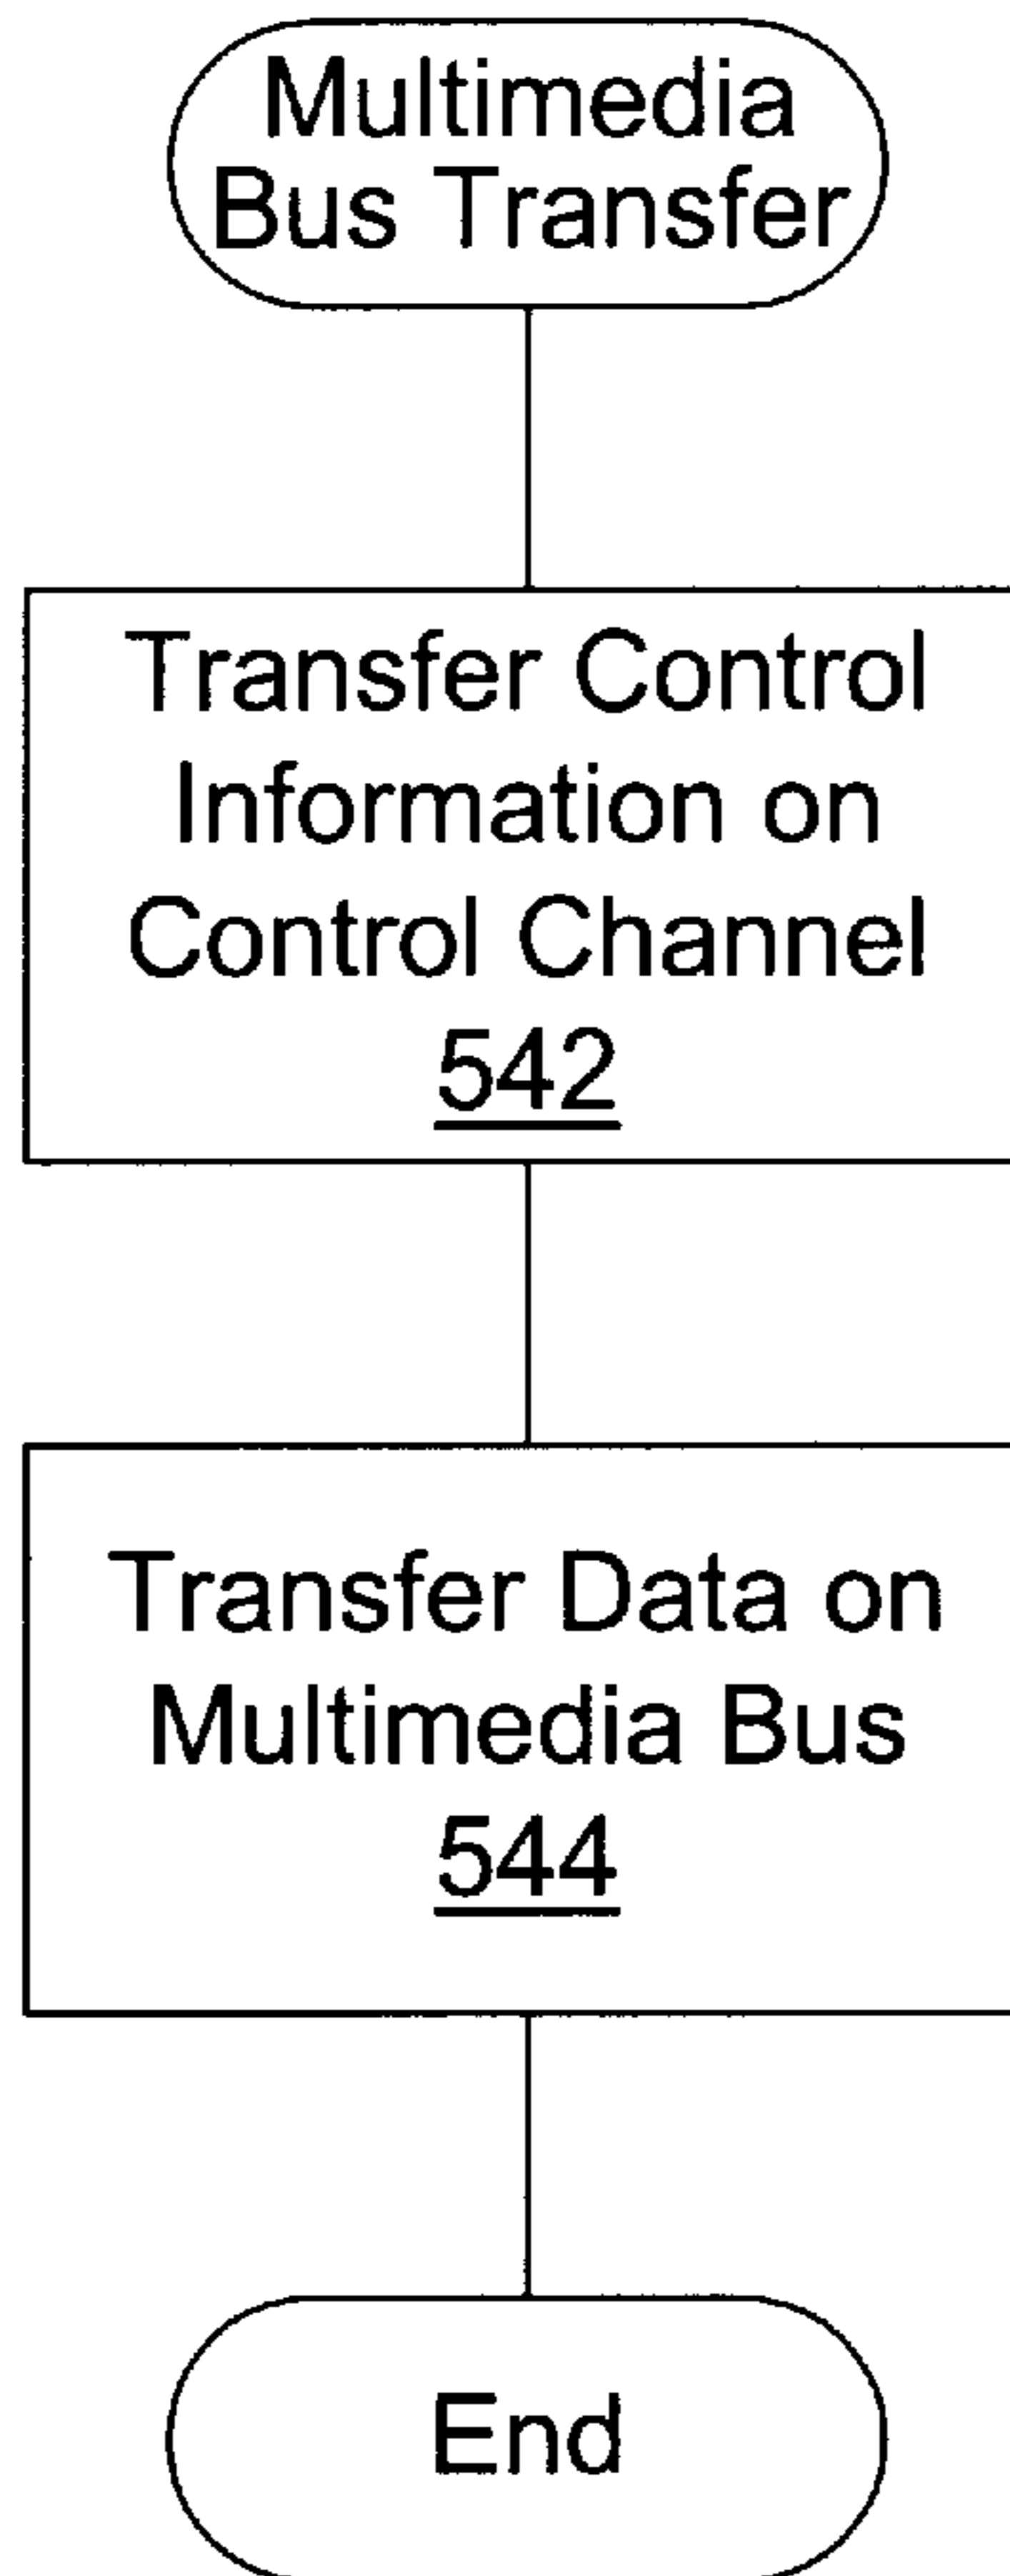 Multimedia
Bus Transfer
Transfer Control
Information on
Control Channel
542
Transfer Data on
Multimedia Bus
544
End